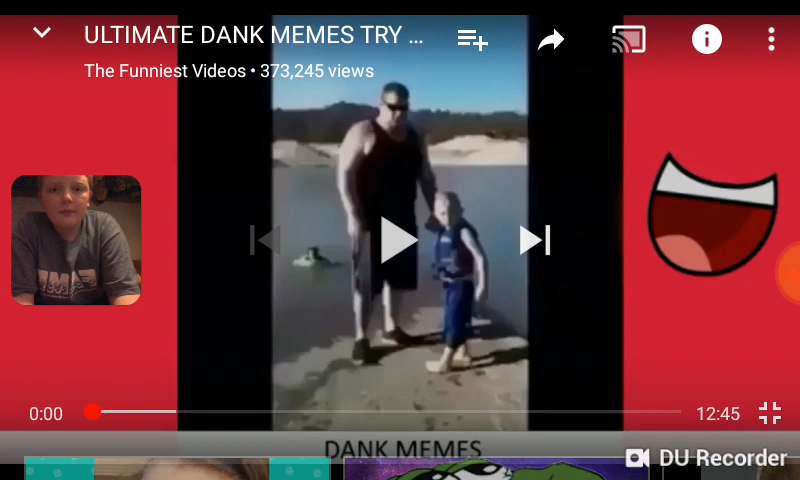 ULTIMATE DANK MEMES TRY ...
The Funniest Videos • 373,245 views
0:00
12:45
DANK MEMES
DU Recorder